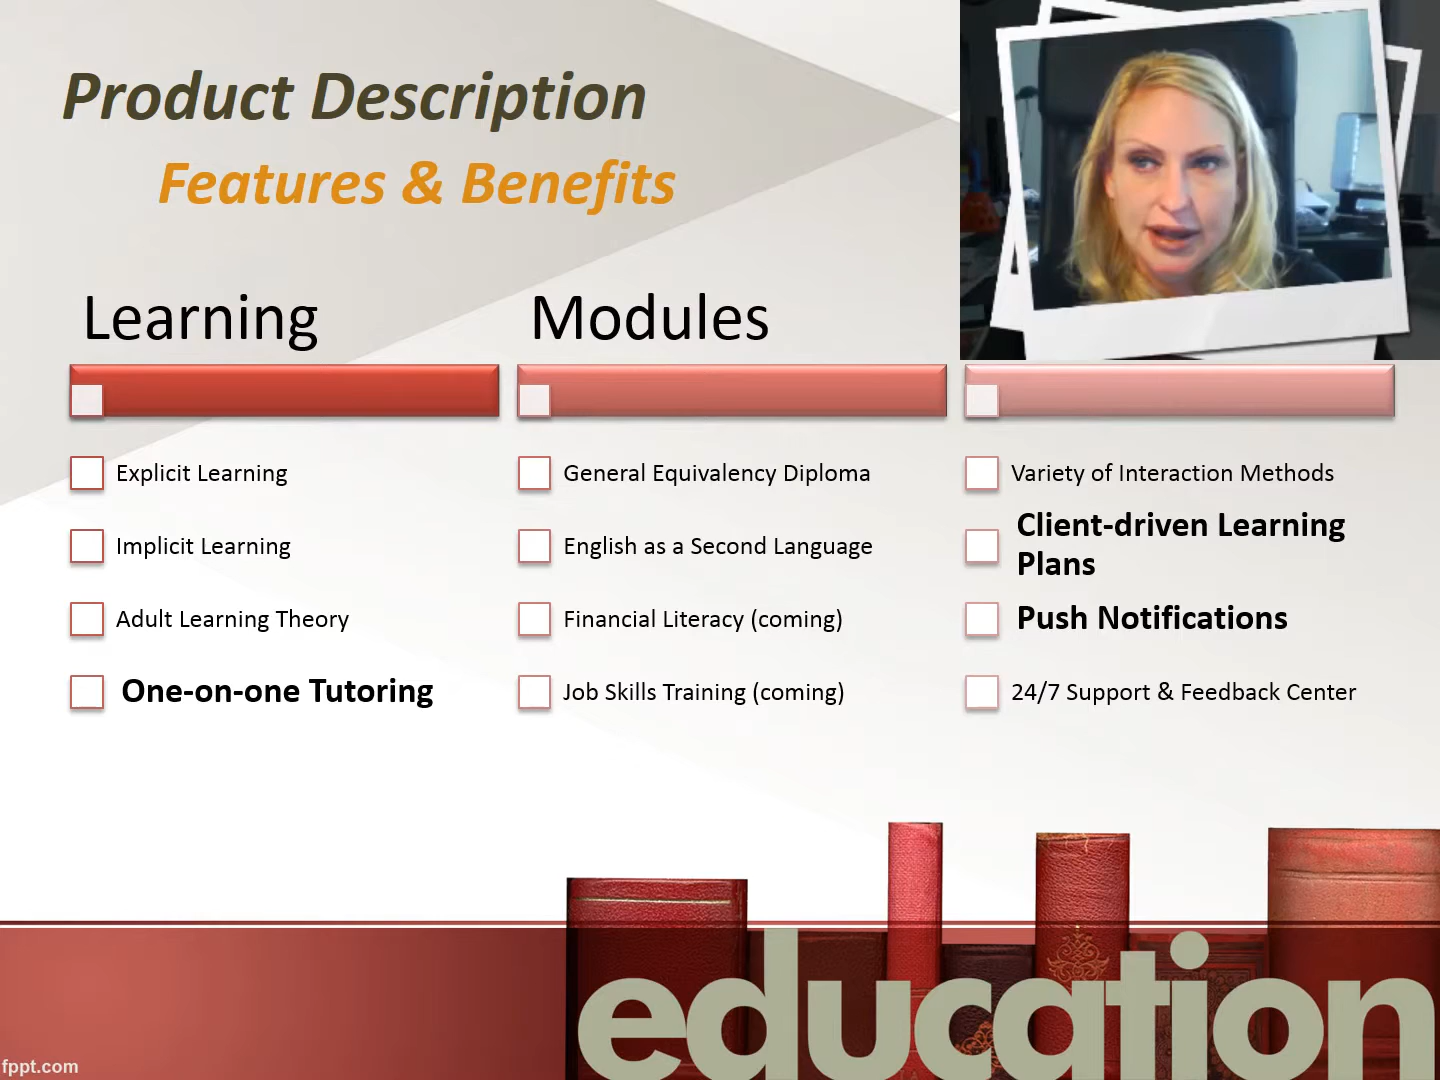 Product Description
Features & Benefits
Learning
Explicit Learning
Implicit Learning
Adult Learning Theory
One-on-one Tutoring
Modules
General Equivalency Diploma
English as a Second Language
Financial Literacy (coming)
Job Skills Training (coming)
Variety of Interaction Methods
Client-driven Learning
Plans
Push Notifications
24/7 Support & Feedback Center
education
fppt.com